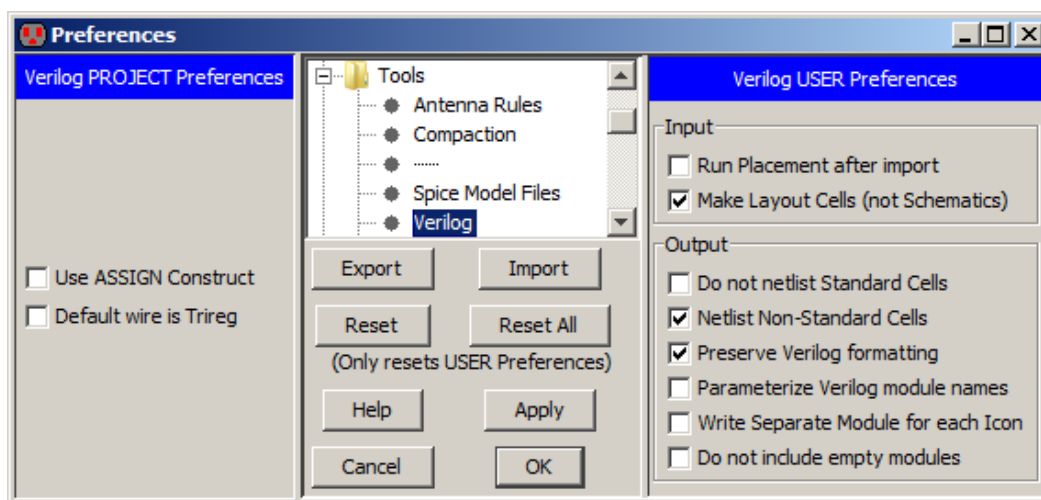 Preferences
Verilog PROJECT Preferences
Use ASSIGN Construct
Default wire is Trireg
Tools
Antenna Rules
Compaction
......
Spice Model Files
Verilog
Export
Import
Reset
Reset All
(Only resets USER Preferences)
Help
Apply
Cancel
OK
Verilog USER Preferences
Input
Run Placement after import
Make Layout Cells (not Schematics)
Output
Do not netlist Standard Cells
Netlist Non-Standard Cells
Preserve Verilog formatting
Parameterize Verilog module names
Write Separate Module for each Icon
Do not include empty modules